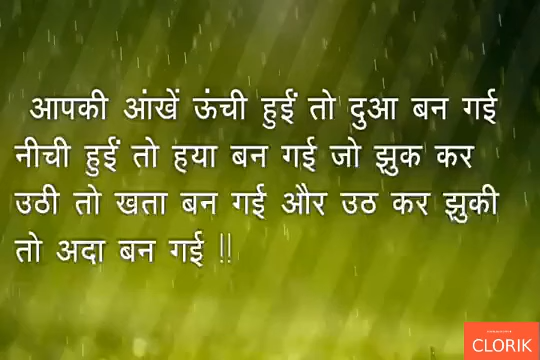 आपकी आंखें ऊंची हुईं तो दुआ बन गई
नीची हुईं तो हया बन गई जो झुक कर
उठी तो खता बन गई और उठ कर झुकी
तो अदा बन गई !!
CLORIK